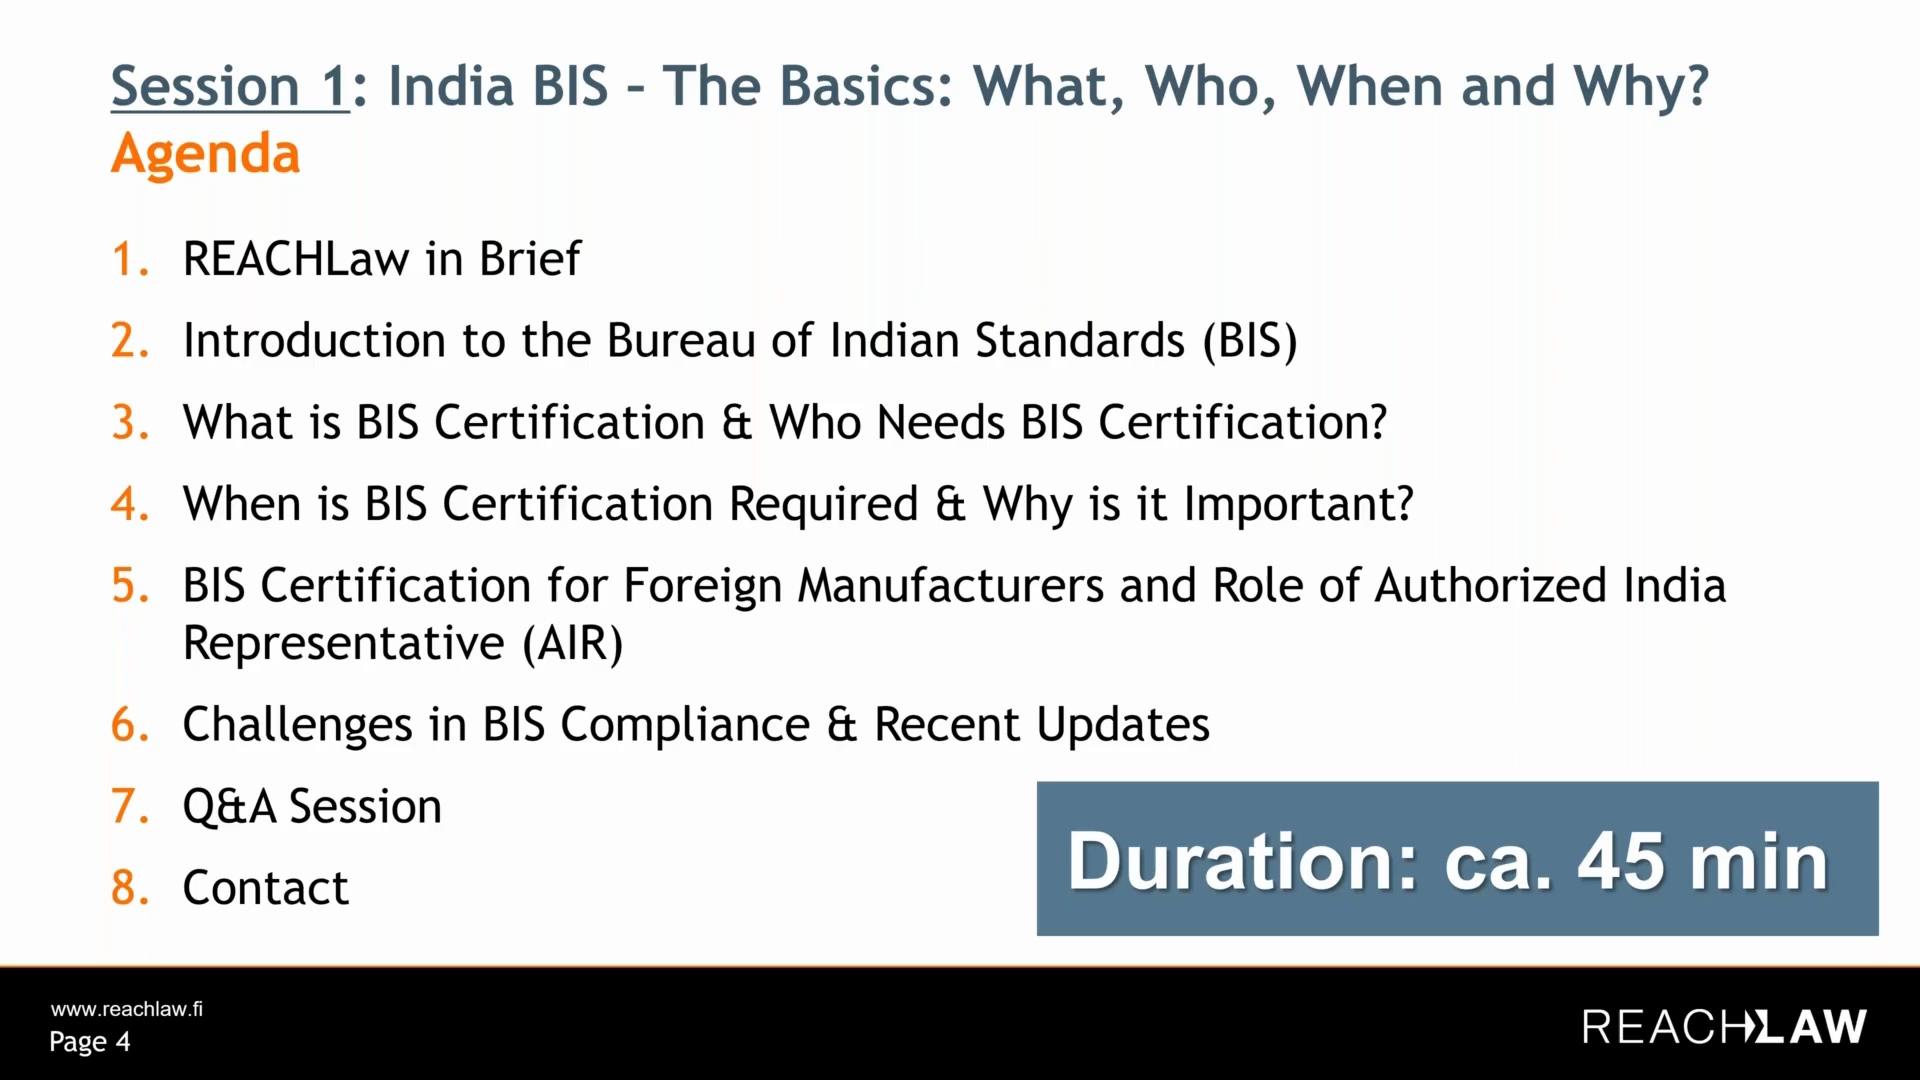 Session 1: India BIS – The Basics: What, Who, When and Why?
Agenda
1. REACHLaw in Brief
2. Introduction to the Bureau of Indian Standards (BIS)
3. What is BIS Certification & Who Needs BIS Certification?
4. When is BIS Certification Required & Why is it Important?
5. BIS Certification for Foreign Manufacturers and Role of Authorized India
Representative (AIR)
6. Challenges in BIS Compliance & Recent Updates
7. Q&A Session
8. Contact
Duration: ca. 45 min
www.reachlaw.fi
Page 4
REACHLAW